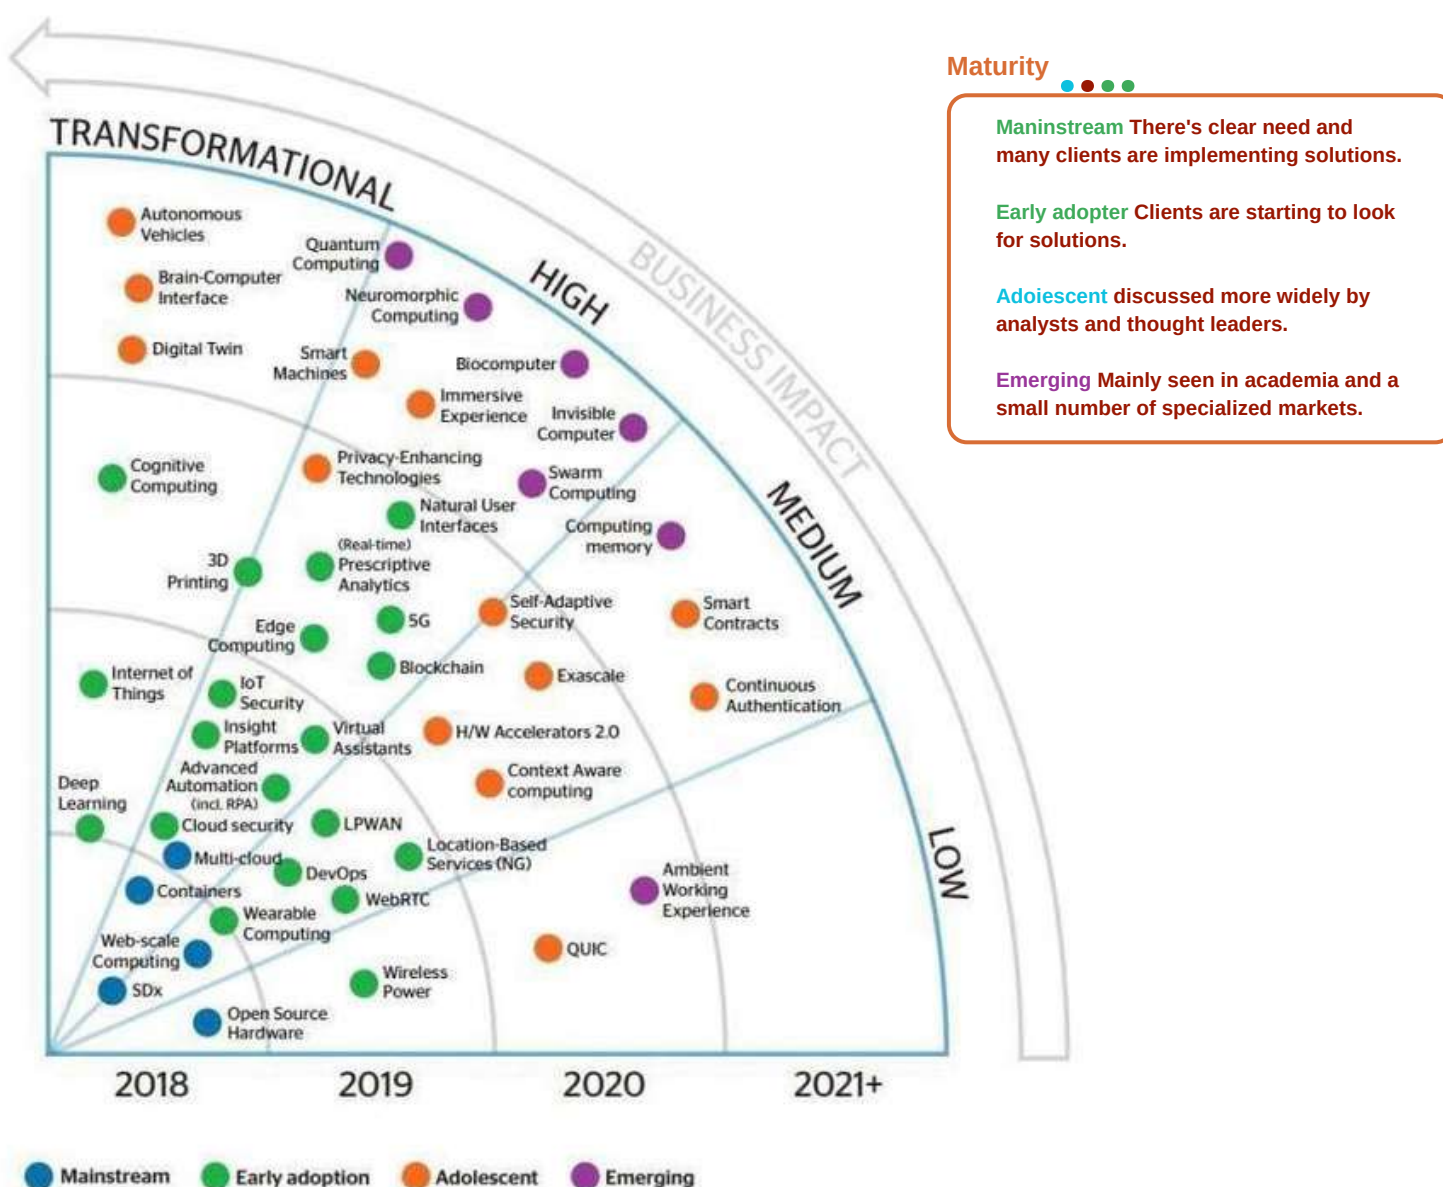 Maturity
Maninstream There's clear need and
many clients are implementing solutions.
Early adopter Clients are starting to look
for solutions.
Adoiescent discussed more widely by
analysts and thought leaders.
Emerging Mainly seen in academia and a
small number of specialized markets.
TRANSFORMATIONAL
HIGH
MEDIUM
LOW
BUSINESS IMPACT
Autonomous
Vehicles
Brain-Computer
Interface
Digital Twin
Quantum
Computing
Neuromorphic
Computing
Smart
Machines
Biocomputer
Immersive
Experience
Invisible
Computer
Cognitive
Computing
Privacy-Enhancing
Technologies
Swarm
Computing
Natural User
Interfaces
Computing
memory
3D
Printing
(Real-time)
Prescriptive
Analytics
Self-Adaptive
Security
Smart
Contracts
5G
Edge
Computing
Blockchain
Exascale
Continuous
Authentication
Internet of
Things
IoT
Security
Insight
Platforms
Virtual
Assistants
H/W Accelerators 2.0
Advanced
Automation
(incl. RPA)
Context Aware
computing
Deep
Learning
Cloud security
LPWAN
Multi-cloud
DevOps
Location-Based
Services (NG)
Containers
WebRTC
Ambient
Working
Experience
Wearable
Computing
Web-scale
Computing
QUIC
SDx
Wireless
Power
Open Source
Hardware
2018
2019
2020
2021+
Mainstream
Early adoption
Adolescent
Emerging